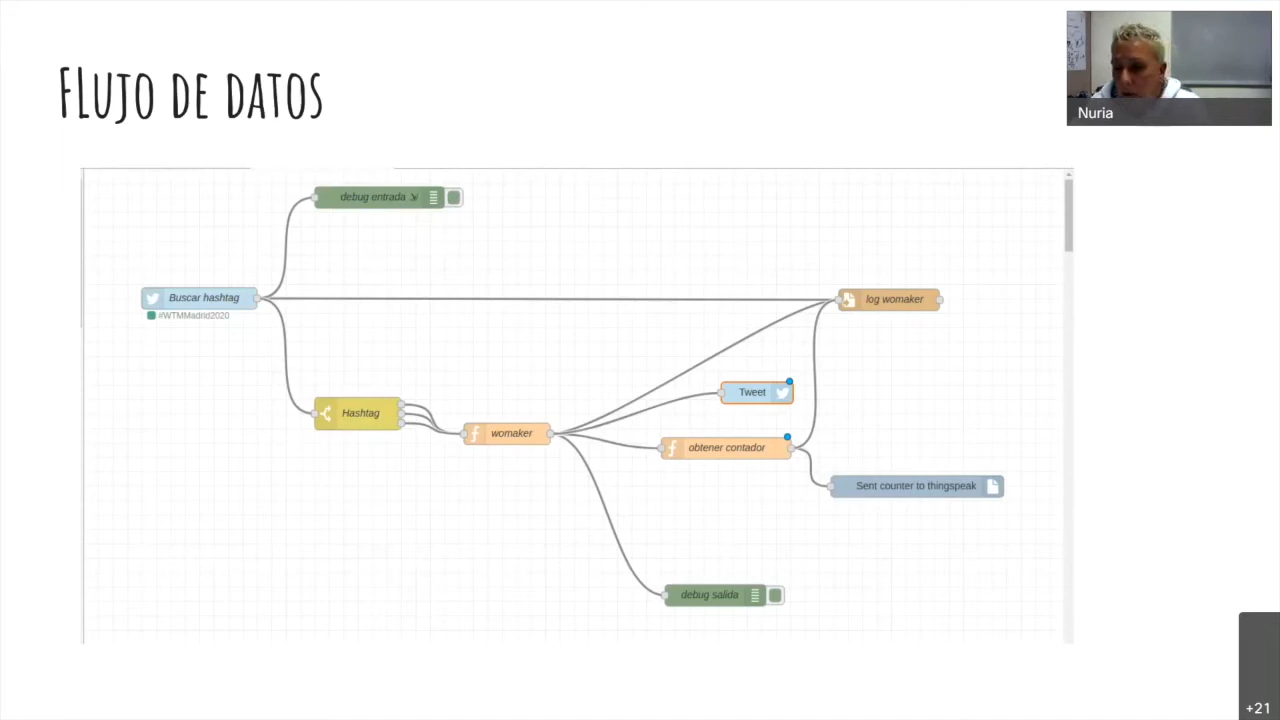 FLUJO DE DATOS
Nuria
debug entrada
Buscar hashtag
#WTMMadrid2020
log womaker
Tweet
Hashtag
womaker
obtener contador
Sent counter to thingspeak
debug salida
+21